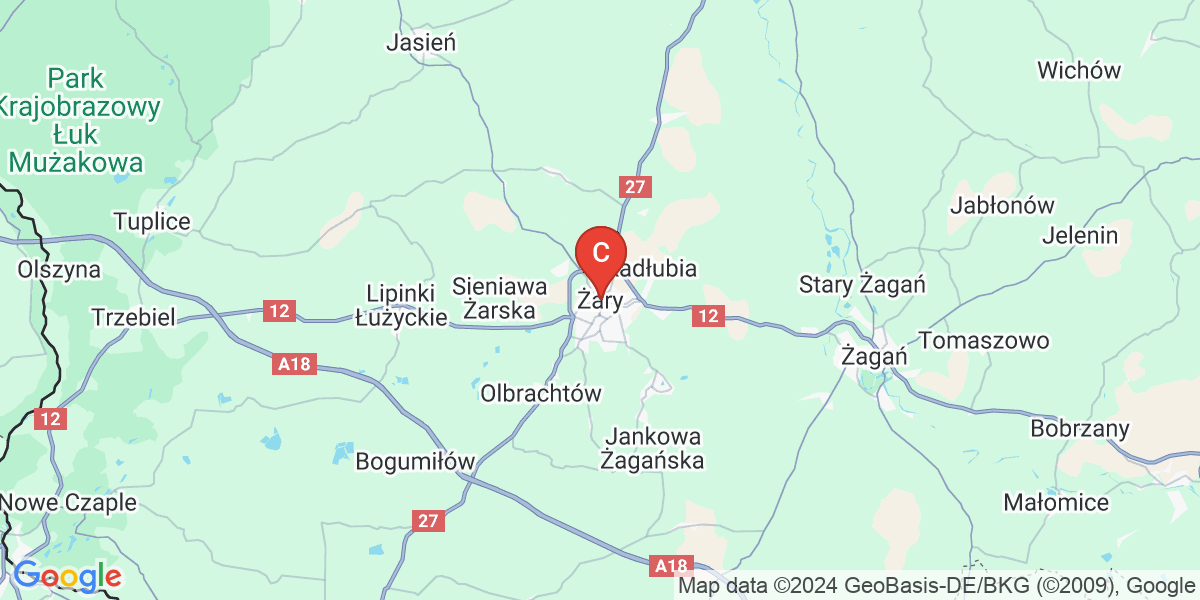 Jasień
Wichów
Park
Krajobrazowy
Łuk
Mużakowa
27
Jabłonów
Tuplice
Jelenin
C
Olszyna
Kadłubia
Stary Żagań
Sieniawa
Żarska
Lipinki
Łużyckie
Żary
12
12
Trzebiel
Tomaszowo
Żagań
A18
Olbrachtów
12
Bobrzany
Jankowa
Żagańska
Bogumiłów
Nowe Czaple
Małomice
27
A18
Google
Map data ©2024 GeoBasis-DE/BKG (©2009), Google